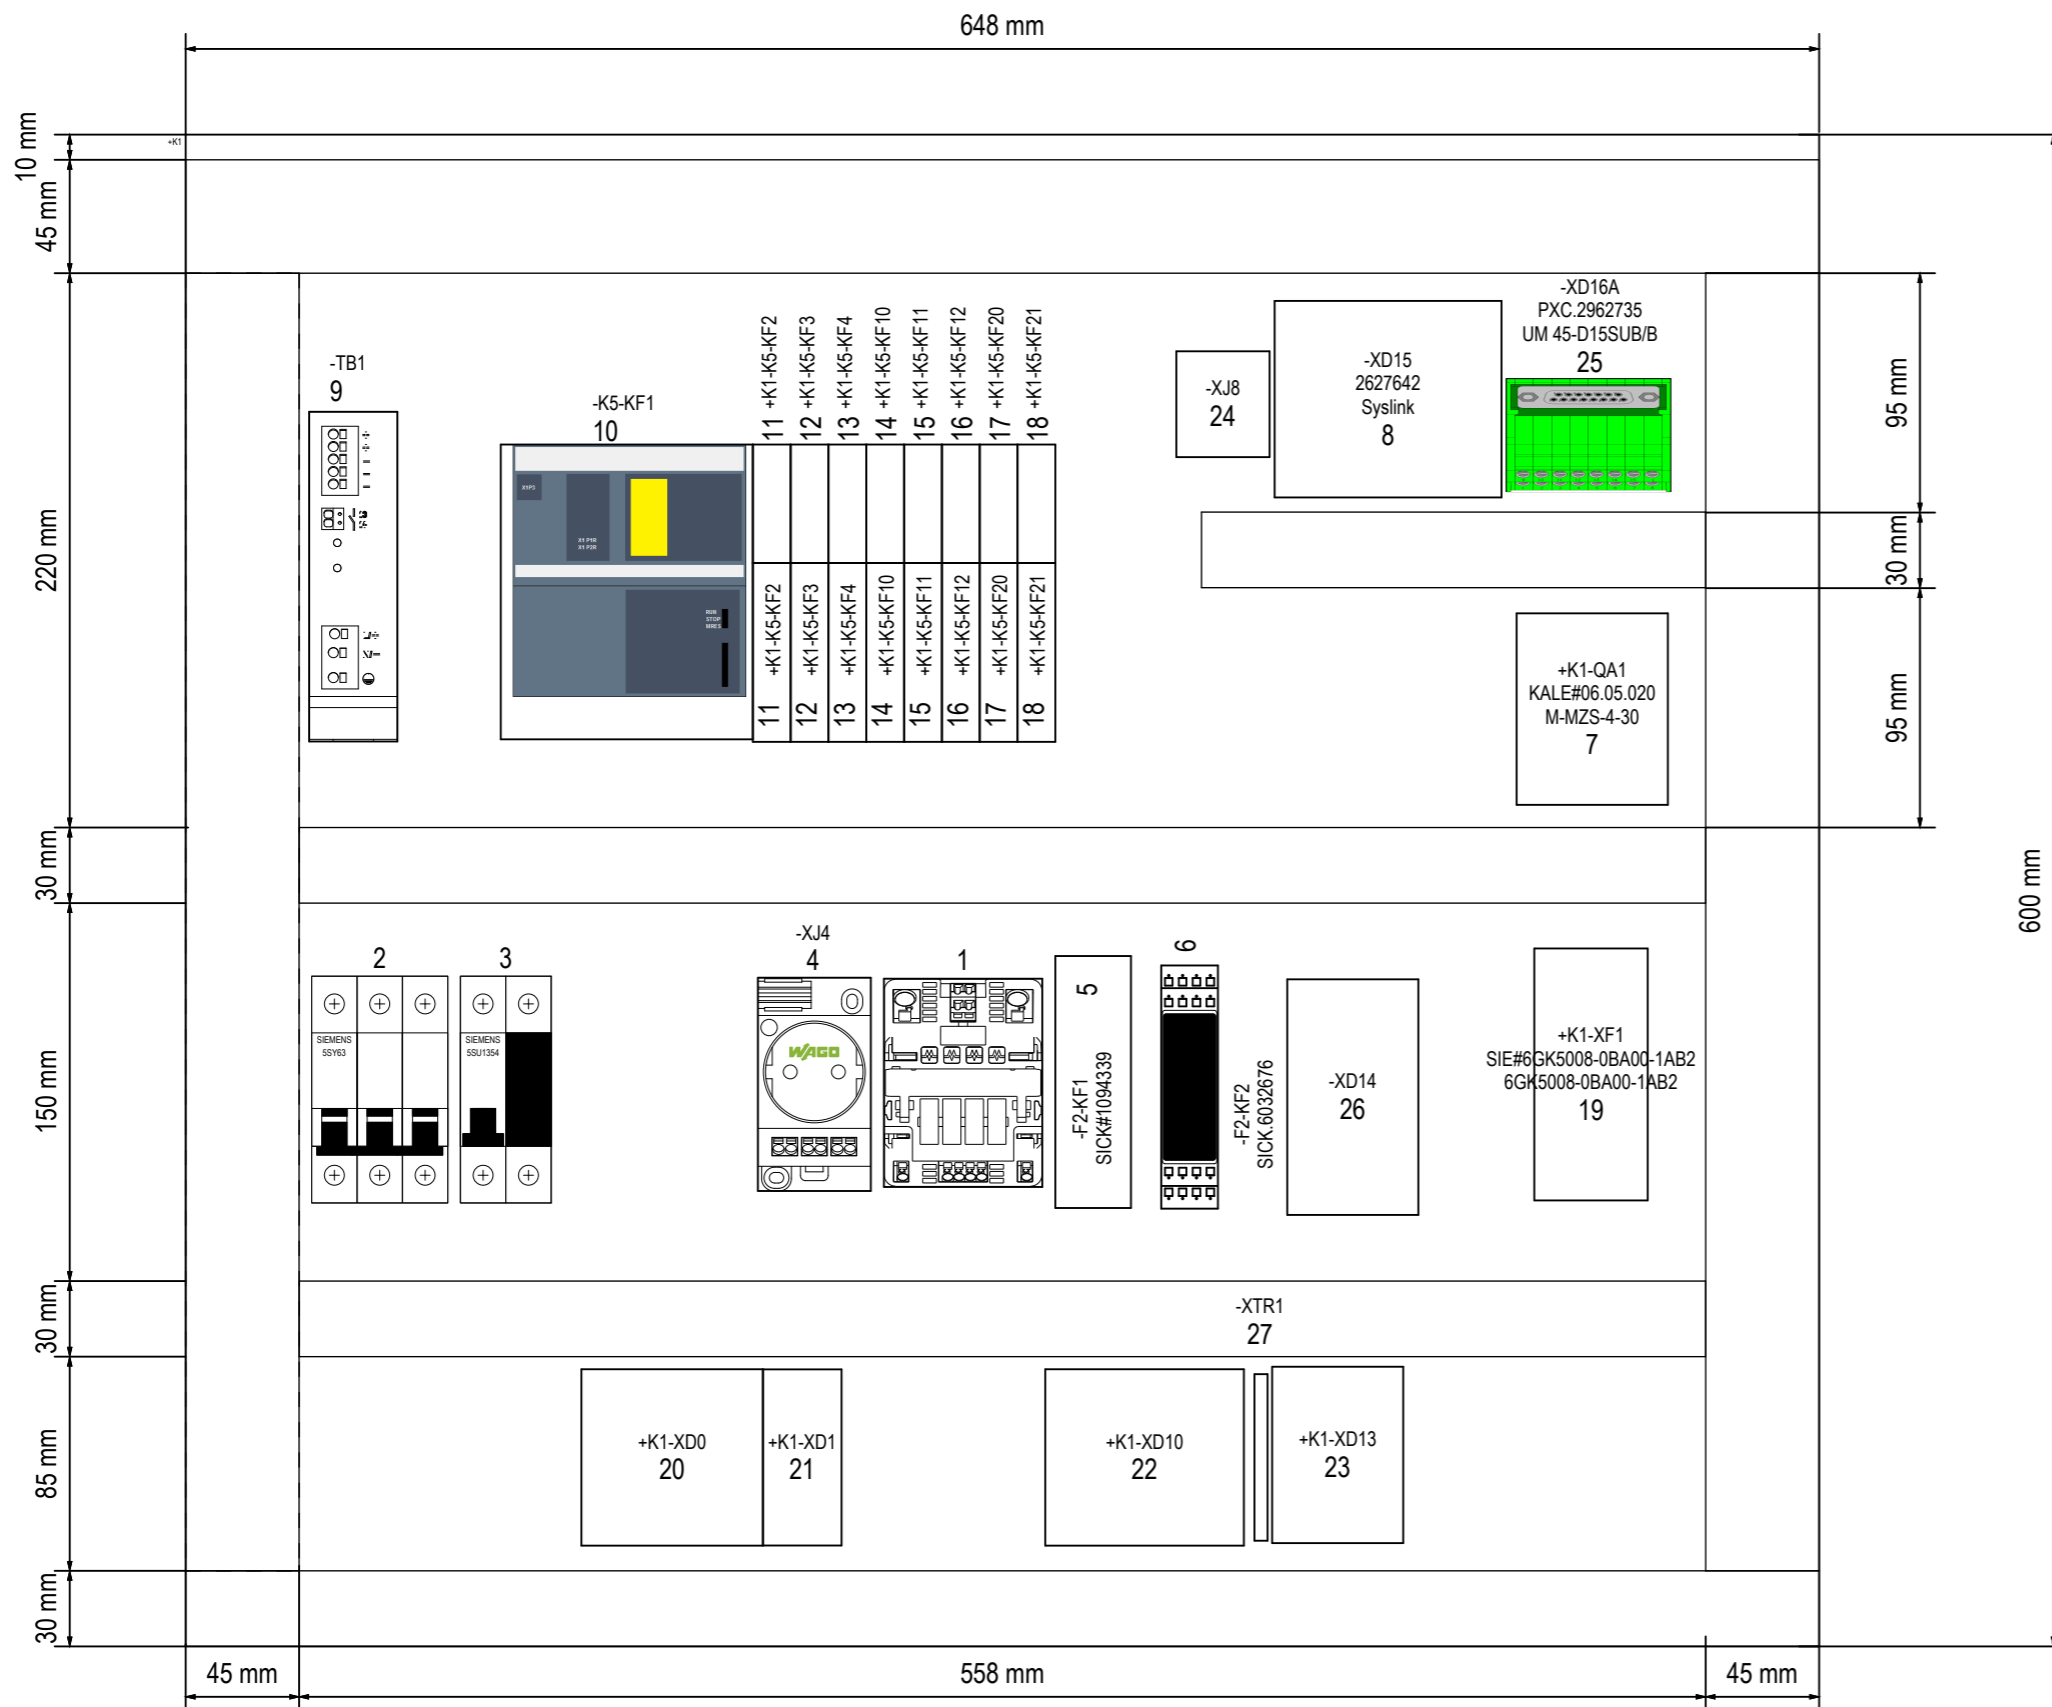 648 mm
10 mm
+K1
45 mm
220 mm
30 mm
150 mm
30 mm
85 mm
30 mm
-TB1
9
-K5-KF1
10
X1P3
X1 P1R
X1 P2R
RUN
STOP
MRES
11 +K1-K5-KF2
12 +K1-K5-KF3
13 +K1-K5-KF4
14 +K1-K5-KF10
15 +K1-K5-KF11
16 +K1-K5-KF12
17 +K1-K5-KF20
18 +K1-K5-KF21
11 +K1-K5-KF2
12 +K1-K5-KF3
13 +K1-K5-KF4
14 +K1-K5-KF10
15 +K1-K5-KF11
16 +K1-K5-KF12
17 +K1-K5-KF20
18 +K1-K5-KF21
-XJ8
24
-XD15
2627642
Syslink
8
-XD16A
PXC.2962735
UM 45-D15SUB/B
25
95 mm
30 mm
95 mm
600 mm
+K1-QA1
KALE#06.05.020
M-MZS-4-30
7
2
SIEMENS
5SY63
3
SIEMENS
5SU1354
-XJ4
4
WAGO
1
5
-F2-KF1
SICK#1094339
6
-F2-KF2
SICK.6032676
-XD14
26
+K1-XF1
SIE#6GK5008-0BA00-1AB2
6GK5008-0BA00-1AB2
19
-XTR1
27
+K1-XD0
20
+K1-XD1
21
+K1-XD10
22
+K1-XD13
23
45 mm
558 mm
45 mm